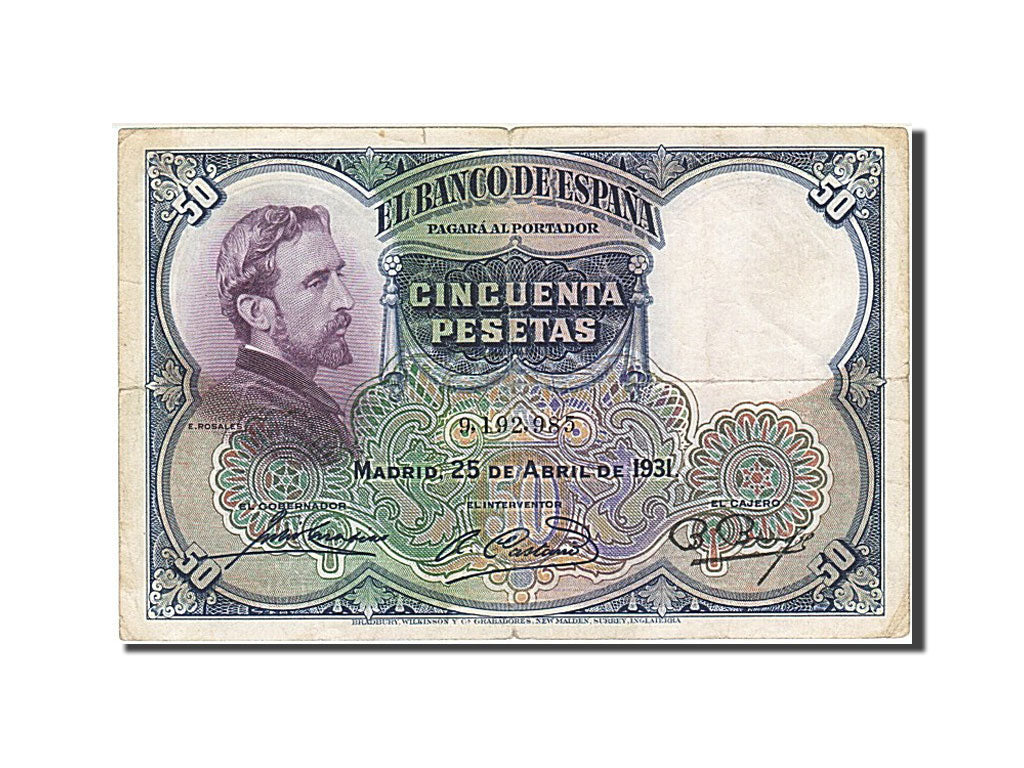 50
50
EL BANCO DE ESPAÑA
PAGARÁ AL PORTADOR
CINCUENTA
PESETAS
E. ROSALES
9,192,985
MADRID, 25 DE ABRIL DE 1931.
50
EL GOBERNADOR
EL INTERVENTOR
EL CAJERO
50
50
BRADBURY, WILKINSON Y Cª GRABADORES, NEW MALDEN, SURREY, INGLATERRA